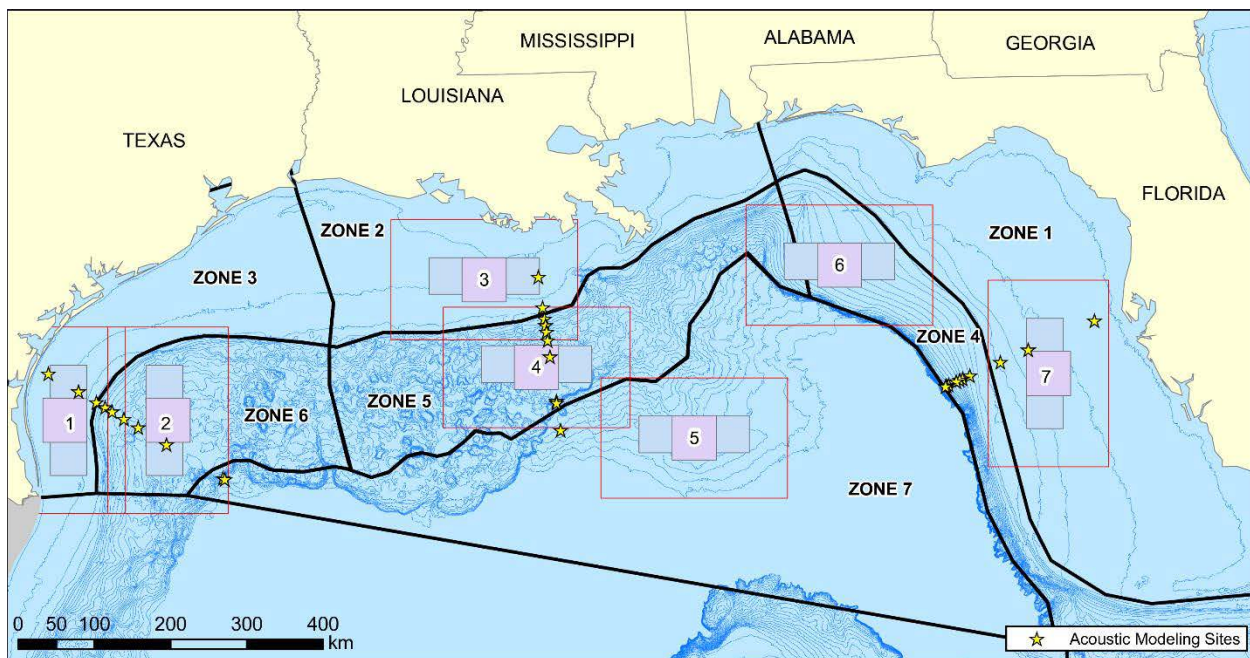 MISSISSIPPI
ALABAMA
GEORGIA
LOUISIANA
TEXAS
FLORIDA
ZONE 2
ZONE 1
ZONE 3
3
6
ZONE 4
4
7
1
2
ZONE 6
ZONE 5
5
ZONE 7
0 50 100 200 300 400
km
Acoustic Modeling Sites